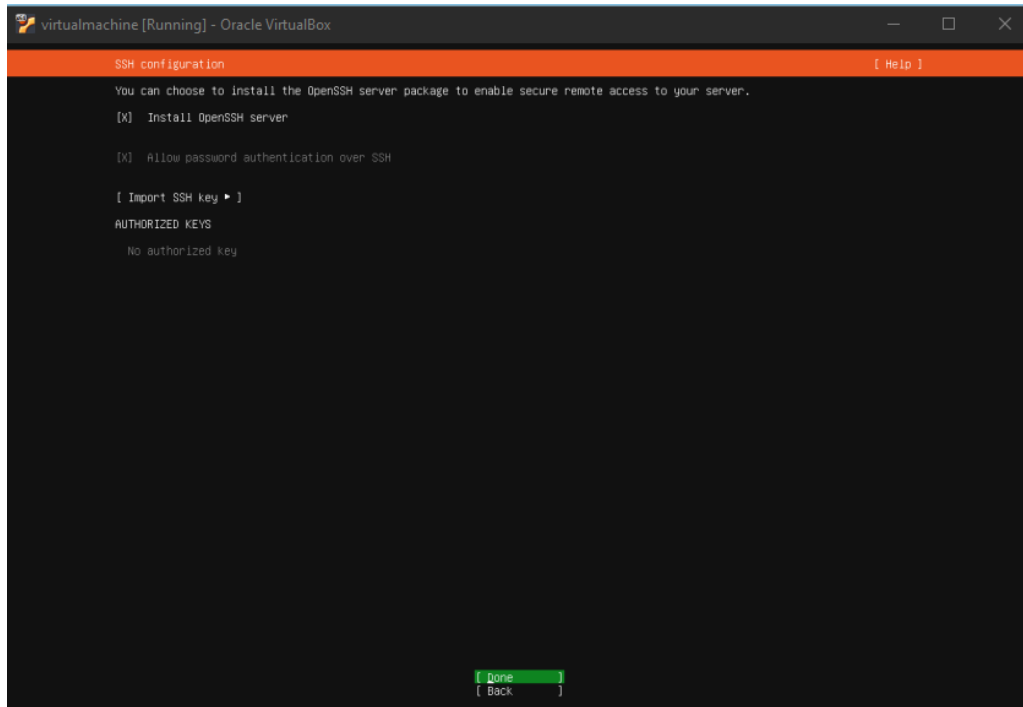 virtualmachine [Running] - Oracle VirtualBox
SSH configuration [ Help ]
You can choose to install the OpenSSH server package to enable secure remote access to your server.
[X] Install OpenSSH server
[X] Allow password authentication over SSH
[ Import SSH key ▸ ]
AUTHORIZED KEYS
No authorized key
[ Done ]
[ Back ]